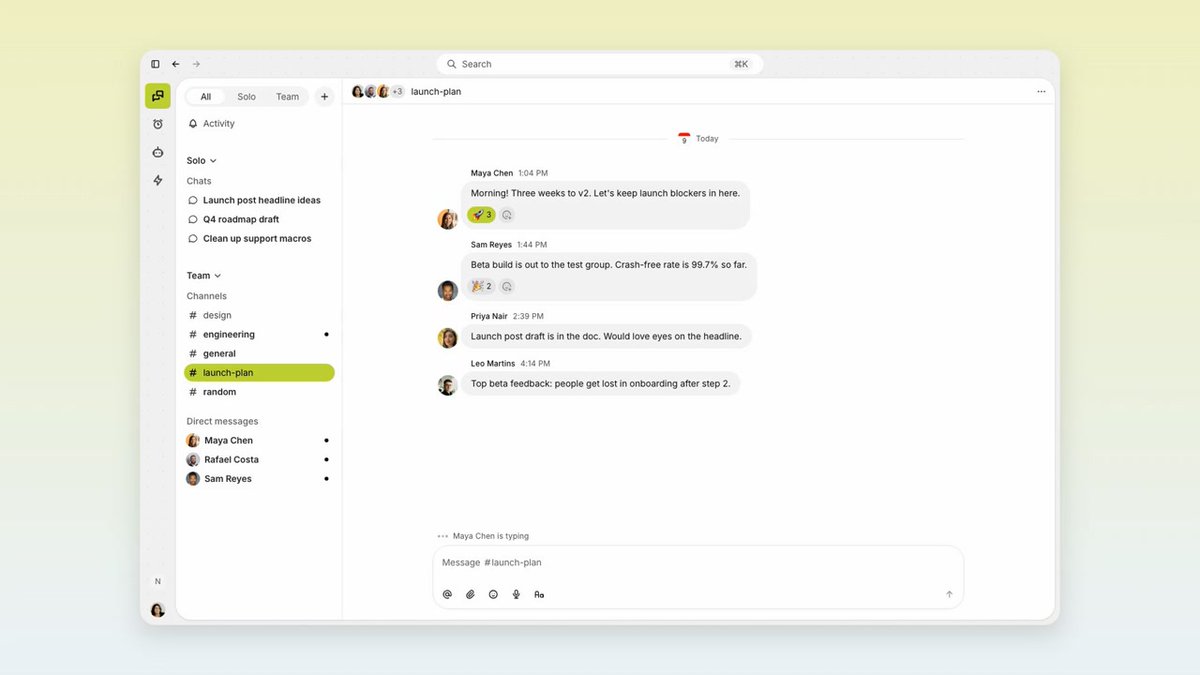 Search
⌘K
All Solo Team +
+3 launch-plan
Activity
Solo
Chats
Launch post headline ideas
Q4 roadmap draft
Clean up support macros
Team
Channels
# design
# engineering
# general
# launch-plan
# random
Direct messages
Maya Chen
Rafael Costa
Sam Reyes
N
9 Today
Maya Chen 1:04 PM
Morning! Three weeks to v2. Let's keep launch blockers in here.
🚀 3
Sam Reyes 1:44 PM
Beta build is out to the test group. Crash-free rate is 99.7% so far.
🎉 2
Priya Nair 2:39 PM
Launch post draft is in the doc. Would love eyes on the headline.
Leo Martins 4:14 PM
Top beta feedback: people get lost in onboarding after step 2.
Maya Chen is typing
Message #launch-plan
Aa